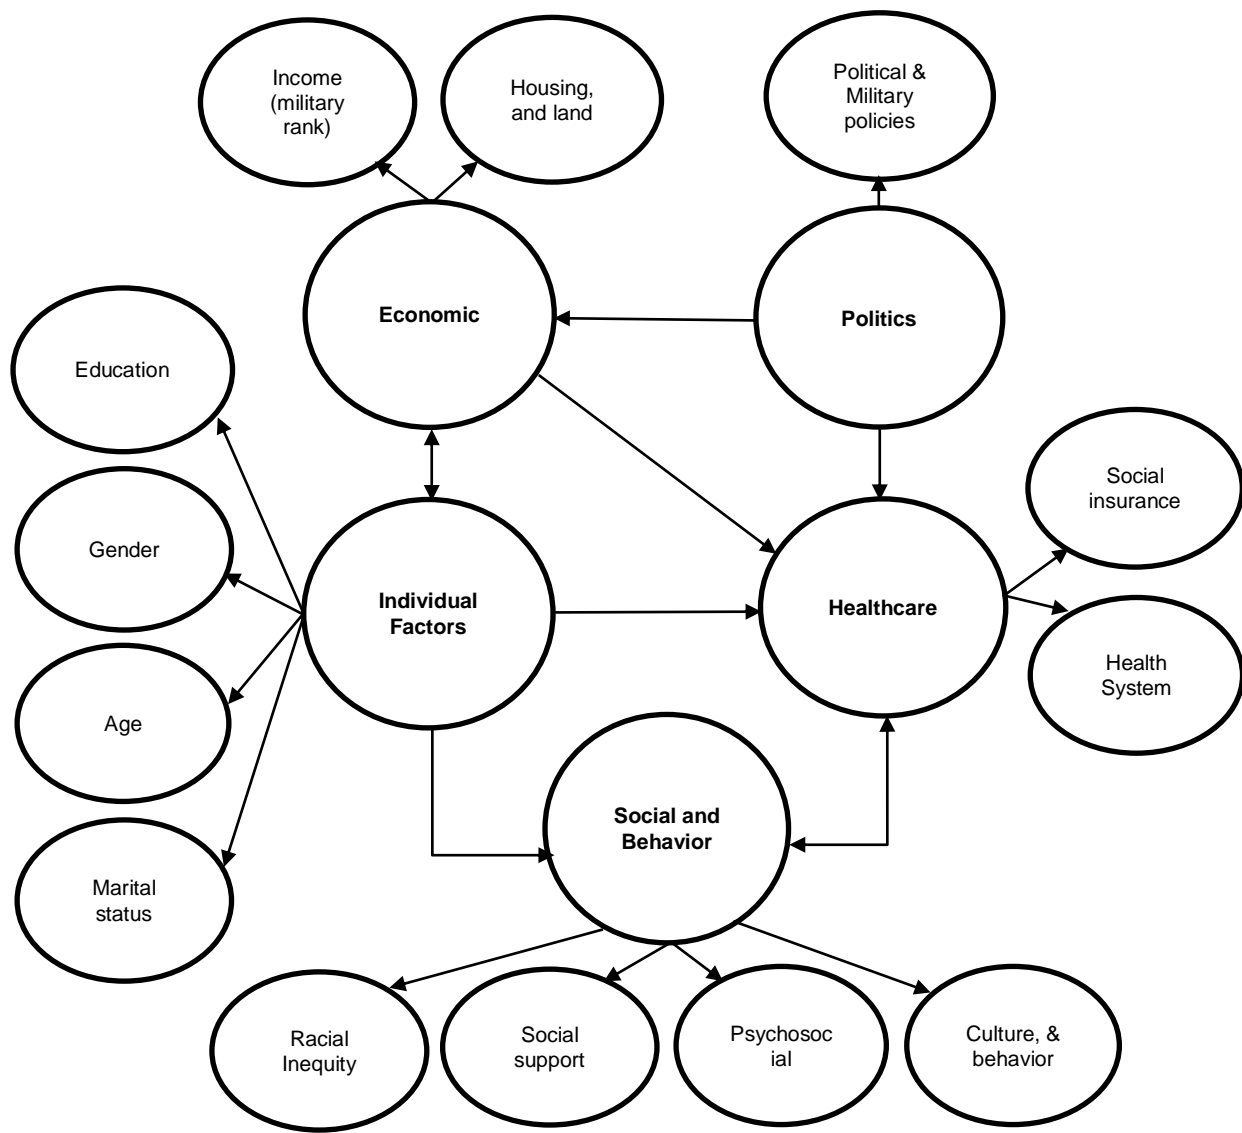 Income
(military
rank)
Housing,
and land
Political &
Military
policies
Economic
Politics
Education
Social
insurance
Gender
Individual
Factors
Healthcare
Health
System
Age
Social and
Behavior
Marital
status
Racial
Inequity
Social
support
Psychosoc
ial
Culture, &
behavior